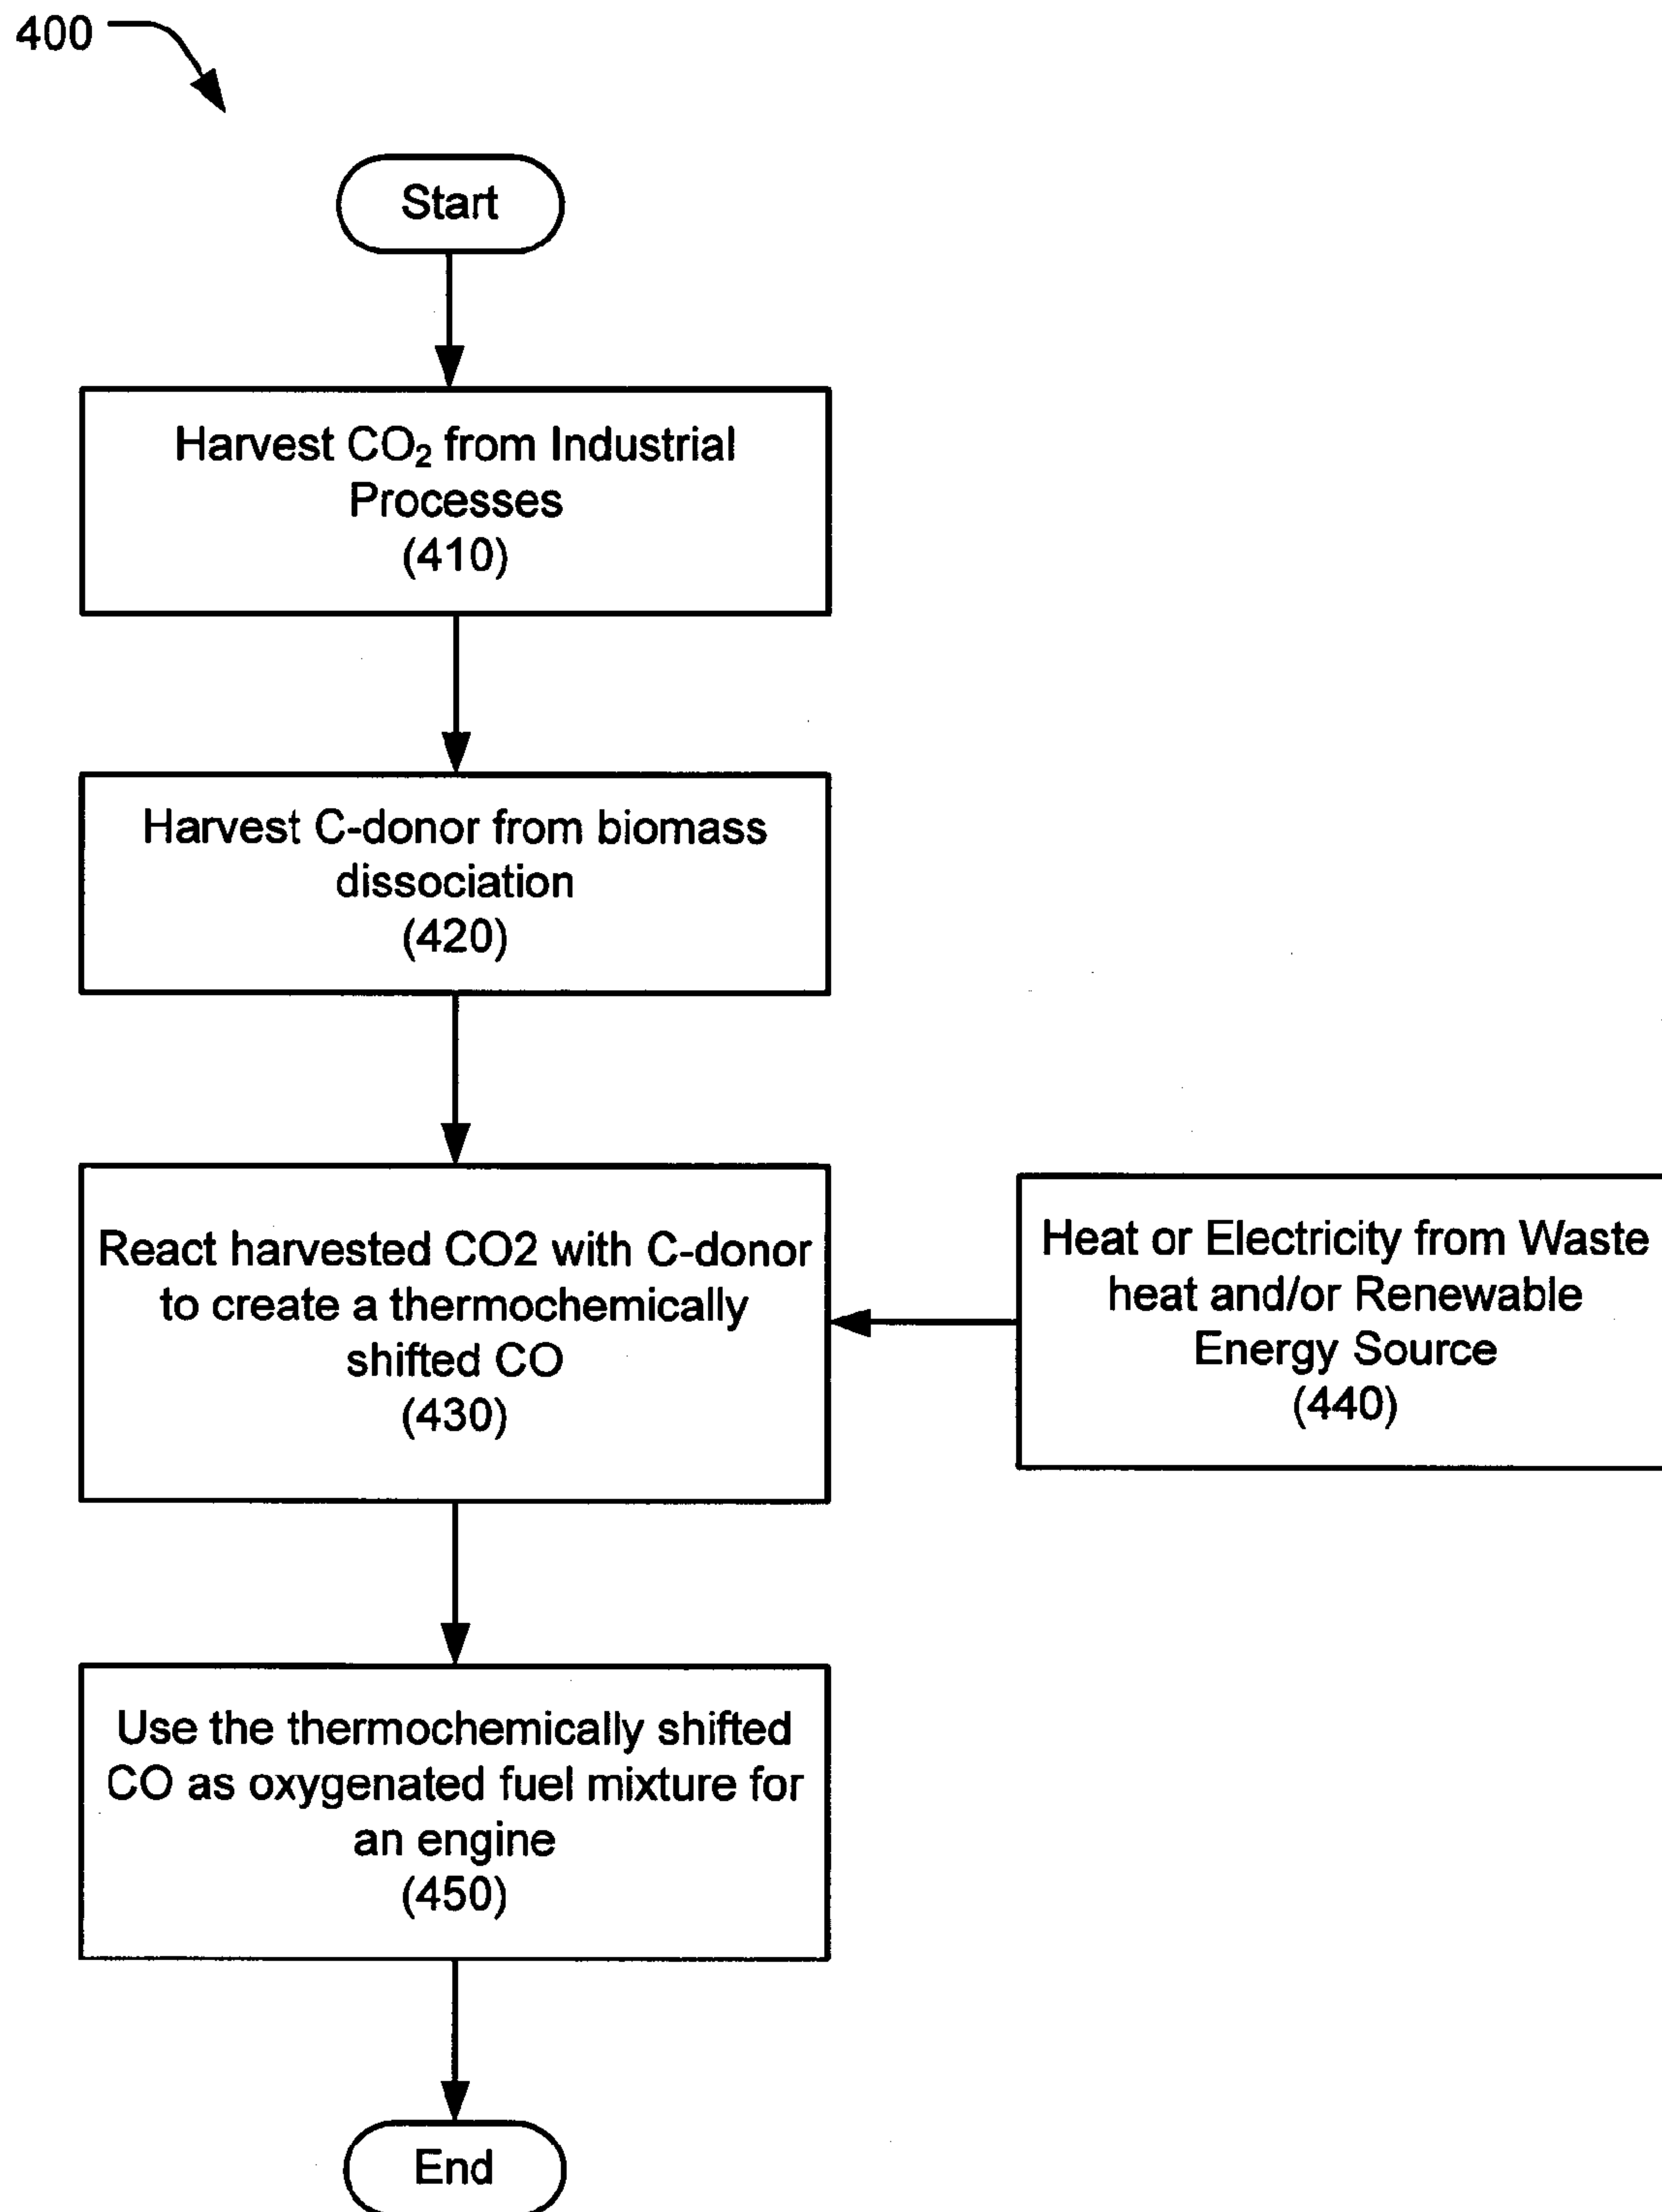 400
Start
Harvest CO₂ from Industrial
Processes
(410)
Harvest C-donor from biomass
dissociation
(420)
React harvested CO2 with C-donor
to create a thermochemically
shifted CO
(430)
Heat or Electricity from Waste
heat and/or Renewable
Energy Source
(440)
Use the thermochemically shifted
CO as oxygenated fuel mixture for
an engine
(450)
End